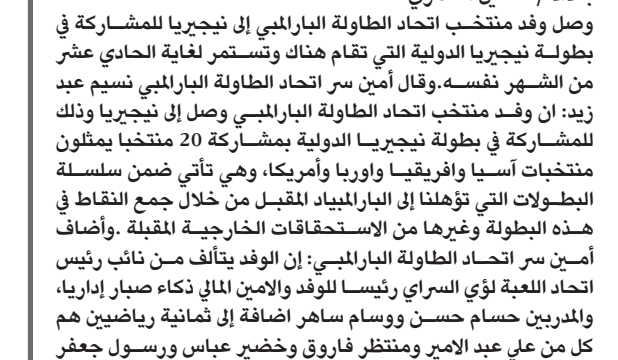 وصل وفد منتخب اتحاد الطاولة البارالمبي إلى نيجيريا للمشاركة في
بطولة نيجيريا الدولية التي تقام هناك وتستمر لغاية الحادي عشر
من الشهر نفسه.وقال أمين سر اتحاد الطاولة البارالمبي نسيم عبد
زيد: ان وفد منتخب اتحاد الطاولة البارالمبي وصل إلى نيجيريا وذلك
للمشاركة في بطولة نيجيريا الدولية بمشاركة 20 منتخبا يمثلون
منتخبات آسيا وافريقيا واوربا وأمريكا، وهي تأتي ضمن سلسلة
البطولات التي تؤهلنا إلى البارالمبياد المقبل من خلال جمع النقاط في
هذه البطولة وغيرها من الاستحقاقات الخارجية المقبلة .وأضاف
أمين سر اتحاد الطاولة البارالمبي: إن الوفد يتألف من نائب رئيس
اتحاد اللعبة لؤي السراي رئيسا للوفد والامين المالي ذكاء صبار إداريا،
والمدربين حسام حسن ووسام ساهر اضافة إلى ثمانية رياضيين هم
كل من علي عبد الامير ومنتظر فاروق وخضير عباس ورسول جعفر